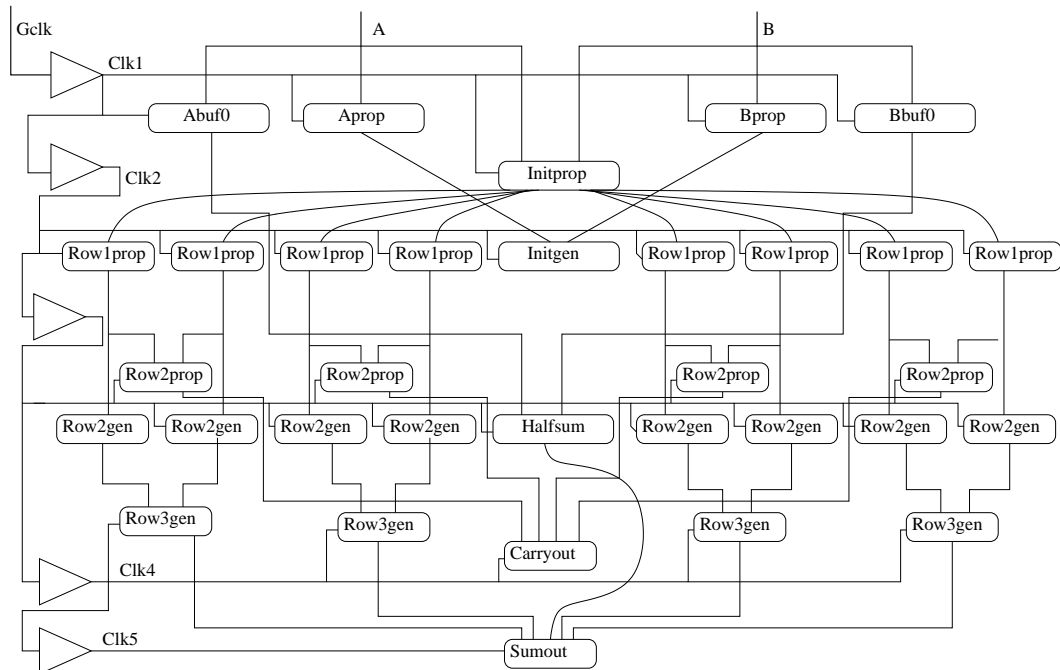 Gclk
A
B
Clk1
Abuf0
Aprop
Bprop
Bbuf0
Initprop
Clk2
Row1prop Row1prop Row1prop Row1prop Initgen Row1prop Row1prop Row1prop Row1prop
Row2prop Row2prop Row2prop Row2prop
Row2gen Row2gen Row2gen Row2gen Halfsum Row2gen Row2gen Row2gen Row2gen
Row3gen Row3gen Row3gen Row3gen
Carryout
Clk4
Clk5
Sumout